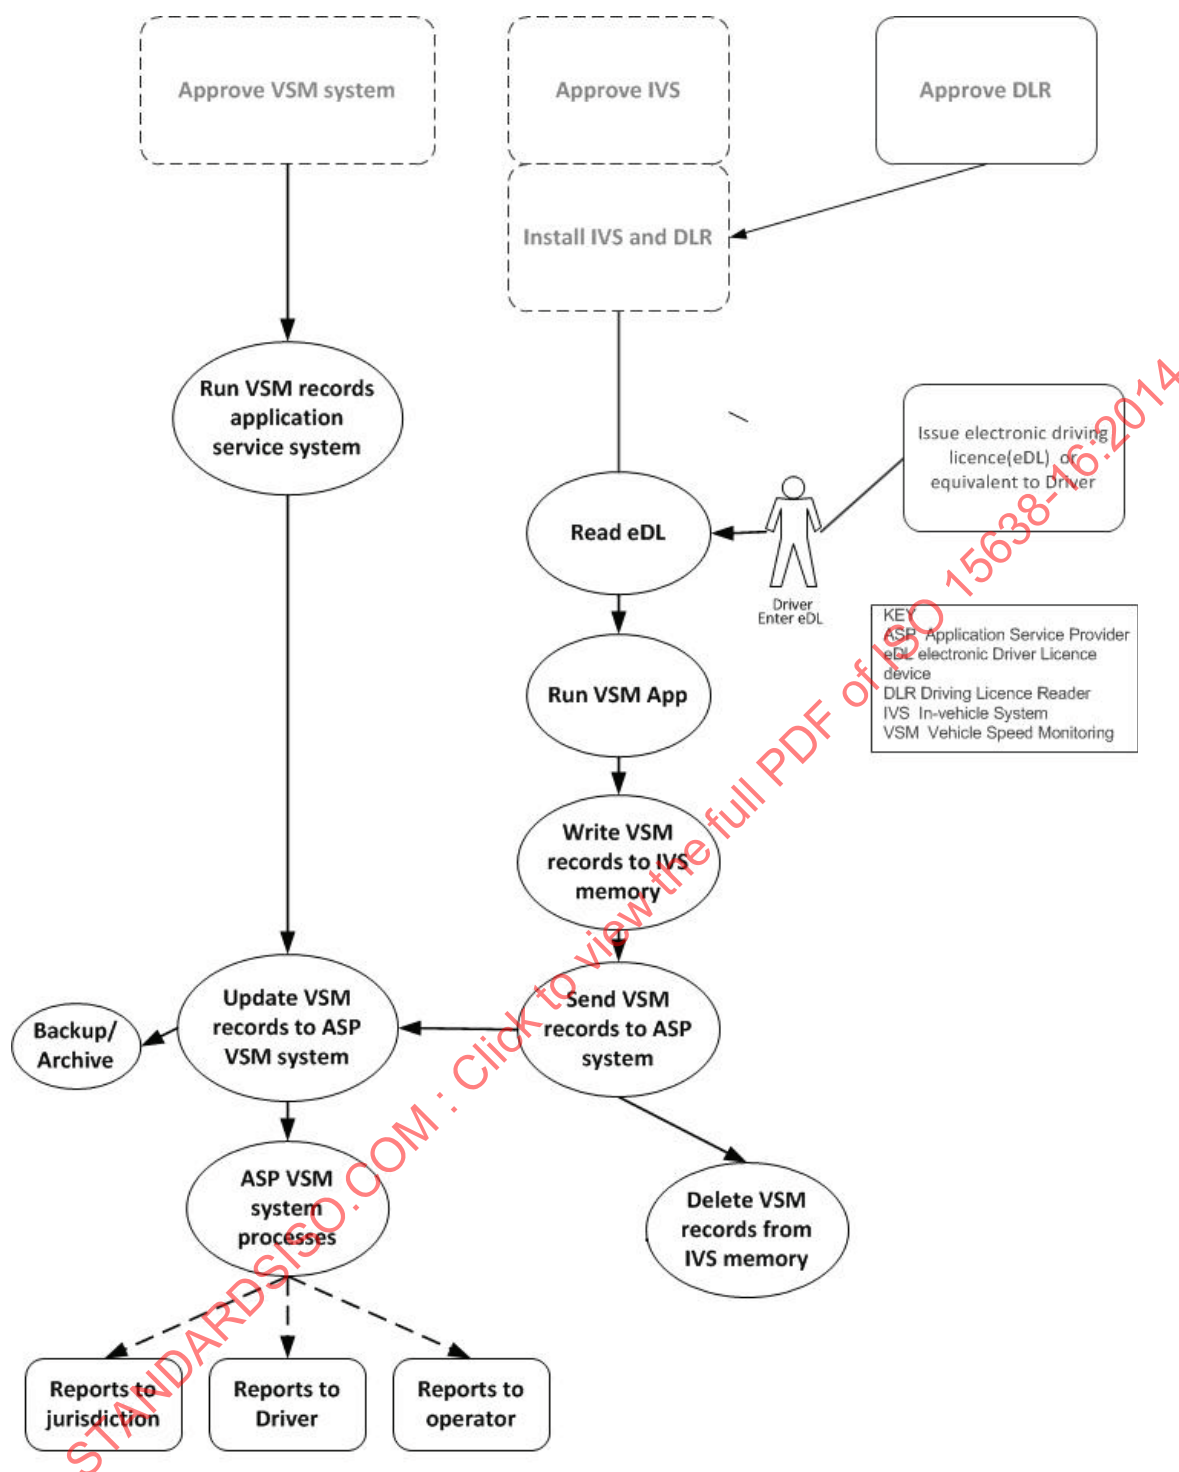 Approve VSM system
Approve IVS
Approve DLR
Install IVS and DLR
Run VSM records
application
service system
Issue electronic driving
licence(eDL) or
equivalent to Driver
Read eDL
Driver
Enter eDL
KEY
ASP Application Service Provider
eDL electronic Driver Licence
device
DLR Driving Licence Reader
IVS In-vehicle System
VSM Vehicle Speed Monitoring
Run VSM App
Write VSM
records to IVS
memory
Update VSM
records to ASP
VSM system
Send VSM
records to ASP
system
Backup/
Archive
ASP VSM
system
processes
Delete VSM
records from
IVS memory
Reports to
jurisdiction
Reports to
Driver
Reports to
operator
STANDARDSISO.COM : Click to view the full PDF of ISO 15638-16:2014